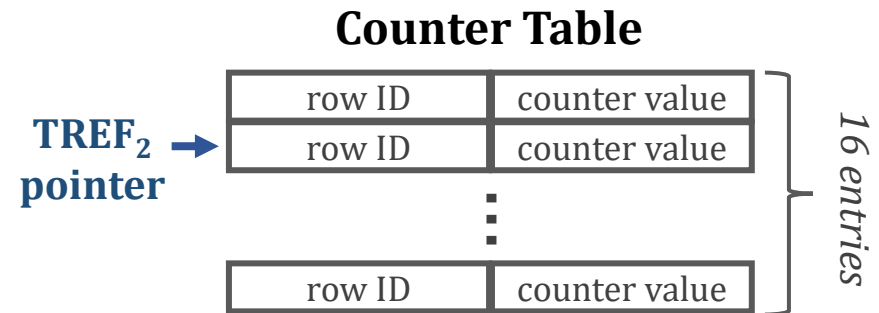 Counter Table
row ID counter value
TREF₂ pointer
row ID counter value
row ID counter value
16 entries